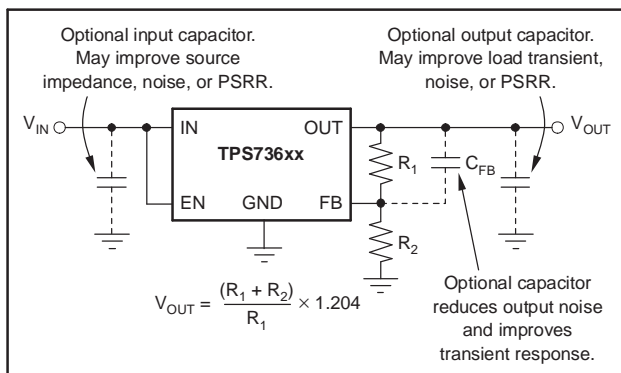 Optional input capacitor.
May improve source
impedance, noise, or PSRR.
Optional output capacitor.
May improve load transient,
noise, or PSRR.
VIN
IN
OUT
VOUT
TPS736xx
R1
CFB
EN
GND
FB
R2
Optional capacitor
reduces output noise
and improves
transient response.
VOUT = (R1 + R2) / R1 × 1.204